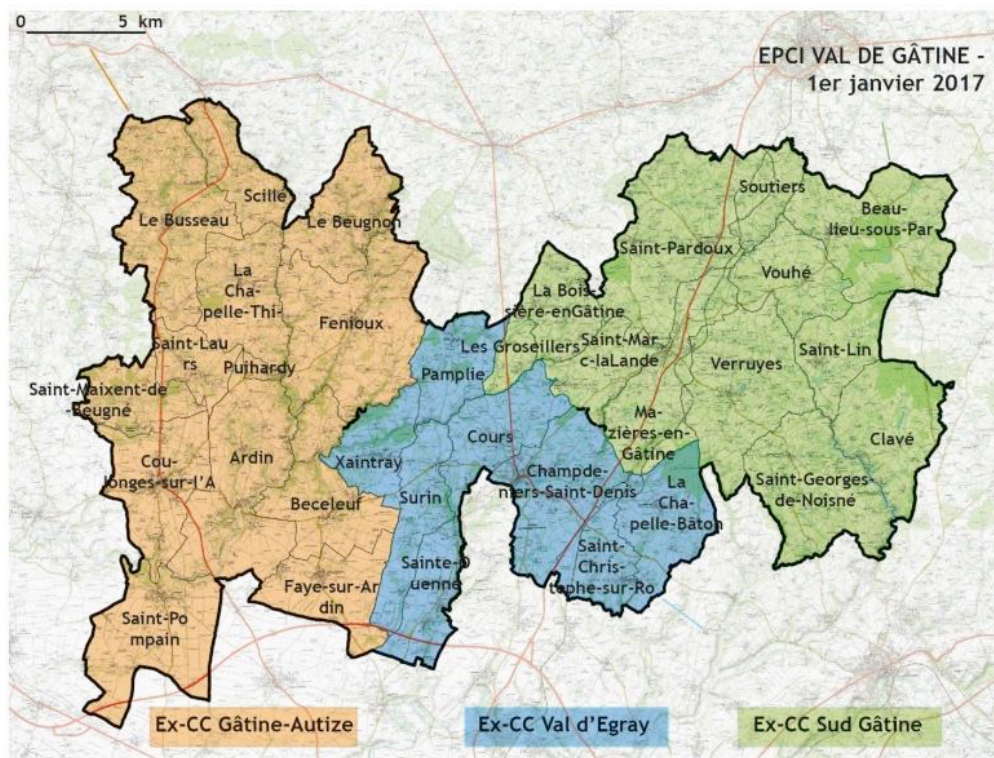 0 5 km
EPCI VAL DE GÂTINE -
1er janvier 2017
Scillé
Le Busseau
Le Beugnon
La
Cha-
pelle-Thi-
Fenioux
Saint-Lau
rs
Puihardy
Saint-Maixent-de
-Beugné
Cou-
longes-sur-l'A
Ardin
Beceleuf
Faye-sur-Ar
din
Saint-Po
mpain
Pamplie
Xaintray
Cours
Surin
Sainte-O
uenne
Champde-
niers-Saint-Denis
La
Cha-
pelle-Bâton
Saint-
Chris-
tophe-sur-Ro
Soutiers
Beau-
lieu-sous-Par
Saint-Pardoux
Vouhé
La Bois-
sière-enGâtine
Les Groseillers
Saint-Mar
c-laLande
Verruyes
Saint-Lin
Ma-
zières-en-
Gâtine
Clavé
Saint-Georges-
de-Noisné
Ex-CC Gâtine-Autize
Ex-CC Val d'Egray
Ex-CC Sud Gâtine